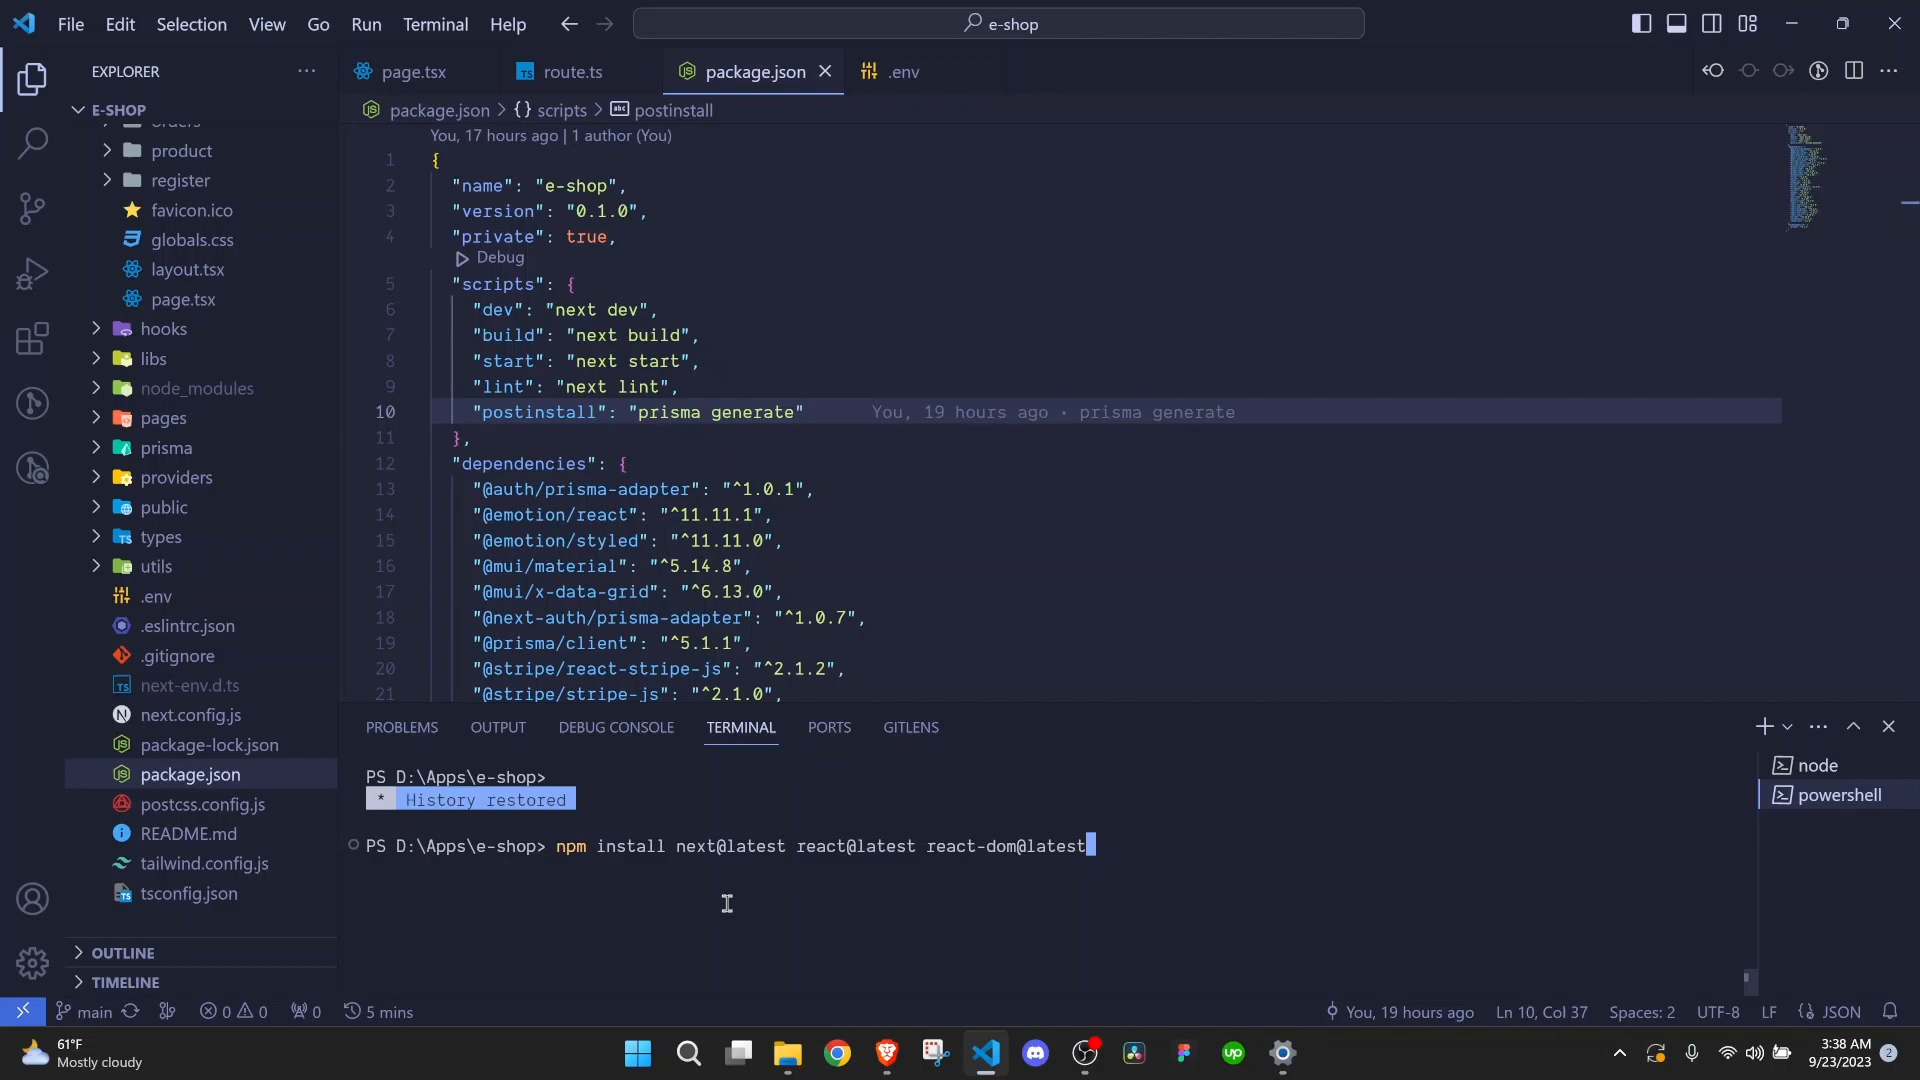 File Edit Selection View Go Run Terminal Help
e-shop
EXPLORER
E-SHOP
orders
product
register
favicon.ico
globals.css
layout.tsx
page.tsx
hooks
libs
node_modules
pages
prisma
providers
public
types
utils
.env
.eslintrc.json
.gitignore
next-env.d.ts
next.config.js
package-lock.json
package.json
postcss.config.js
README.md
tailwind.config.js
tsconfig.json
OUTLINE
TIMELINE
page.tsx route.ts package.json .env
package.json > {} scripts > postinstall
You, 17 hours ago | 1 author (You)
1 {
2 "name": "e-shop",
3 "version": "0.1.0",
4 "private": true,
Debug
5 "scripts": {
6 "dev": "next dev",
7 "build": "next build",
8 "start": "next start",
9 "lint": "next lint",
10 "postinstall": "prisma generate" You, 19 hours ago • prisma generate
11 },
12 "dependencies": {
13 "@auth/prisma-adapter": "^1.0.1",
14 "@emotion/react": "^11.11.1",
15 "@emotion/styled": "^11.11.0",
16 "@mui/material": "^5.14.8",
17 "@mui/x-data-grid": "^6.13.0",
18 "@next-auth/prisma-adapter": "^1.0.7",
19 "@prisma/client": "^5.1.1",
20 "@stripe/react-stripe-js": "^2.1.2",
21 "@stripe/stripe-js": "^2.1.0",
PROBLEMS OUTPUT DEBUG CONSOLE TERMINAL PORTS GITLENS
PS D:\Apps\e-shop>
* History restored
PS D:\Apps\e-shop> npm install next@latest react@latest react-dom@latest
node
powershell
main 0 0 0 5 mins You, 19 hours ago Ln 10, Col 37 Spaces: 2 UTF-8 LF {} JSON
61°F
Mostly cloudy
up
3:38 AM
9/23/2023
2